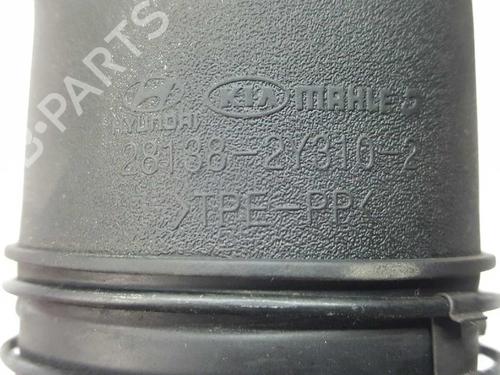 B-PARTS
HYUNDAI KIA MAHLE
28138-2Y310-2
>TPE-PP<